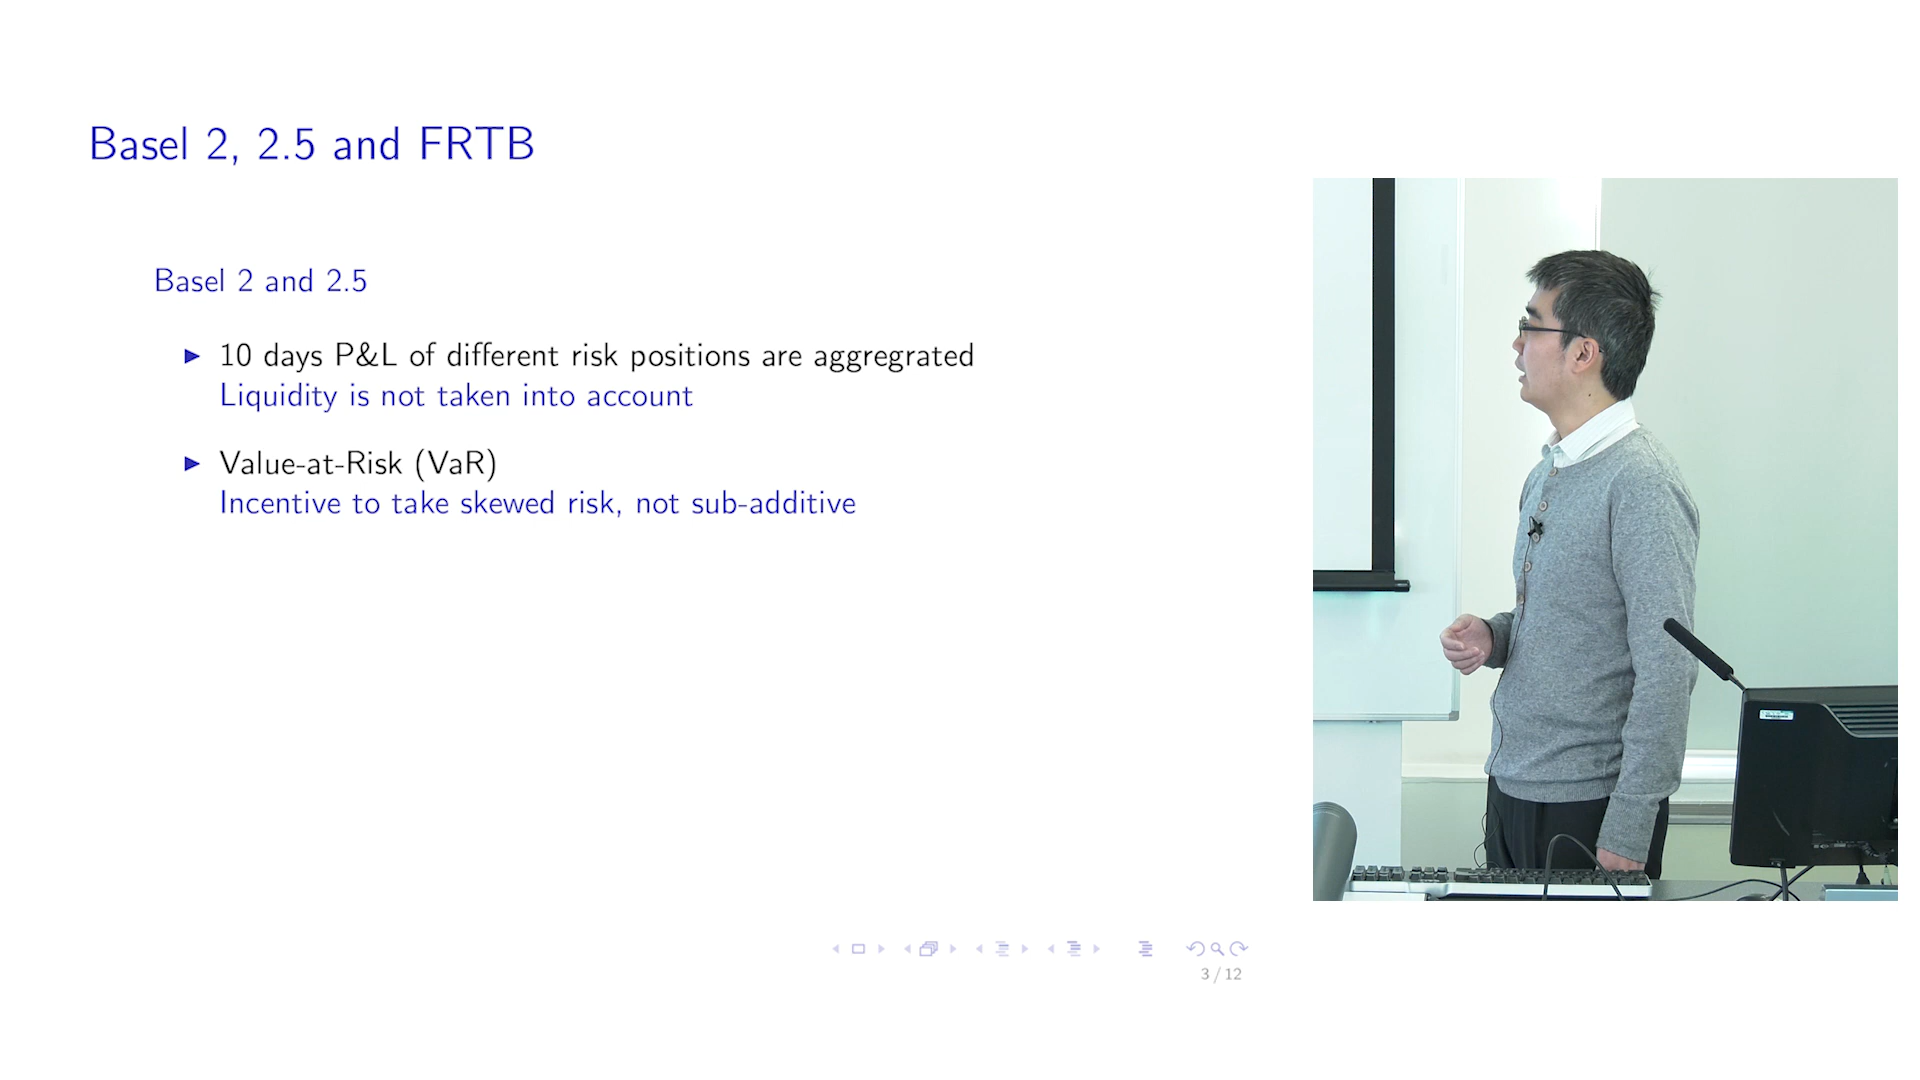 Basel 2, 2.5 and FRTB
Basel 2 and 2.5
10 days P&L of different risk positions are aggregrated
Liquidity is not taken into account
Value-at-Risk (VaR)
Incentive to take skewed risk, not sub-additive
3 / 12